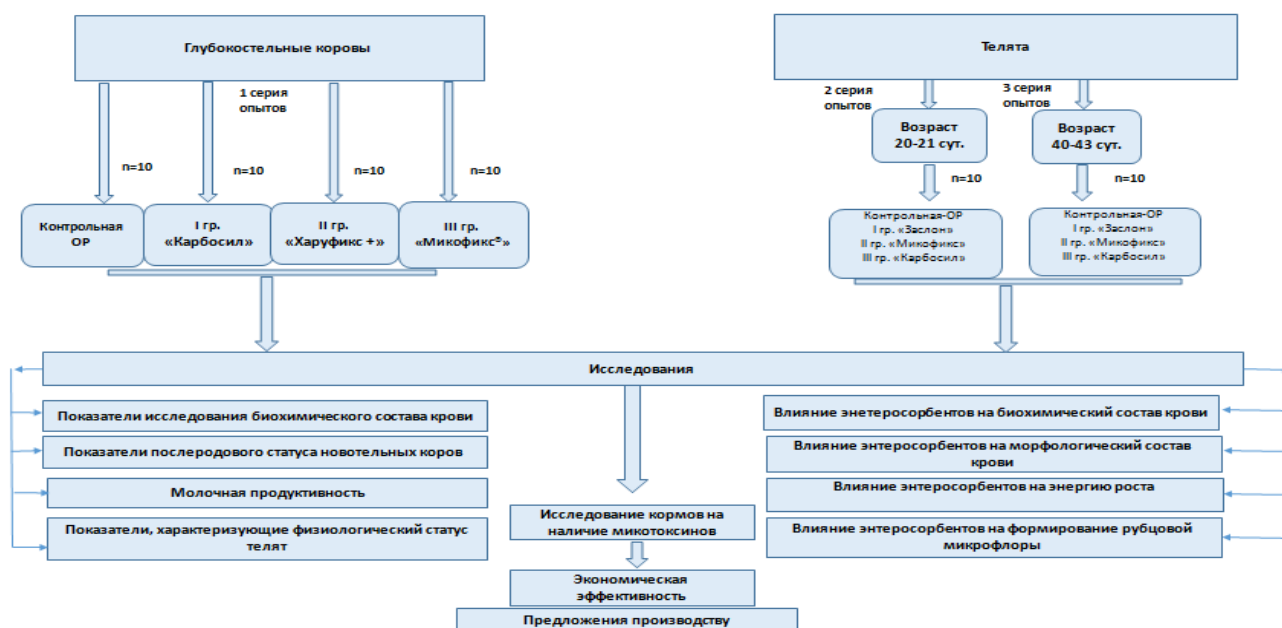 Глубокостельные коровы
1 серия
опытов
n=10
n=10
n=10
n=10
Контрольная
ОР
I гр.
«Карбосил»
II гр.
«Харуфикс +»
III гр.
«Микофикс®»
Телята
2 серия
опытов
3 серия
опытов
Возраст
20-21 сут.
Возраст
40-43 сут.
n=10
n=10
Контрольная-ОР
I гр. «Заслон»
II гр. «Микофикс»
III гр. «Карбосил»
Контрольная-ОР
I гр. «Заслон»
II гр. «Микофикс»
III гр. «Карбосил»
Исследования
Показатели исследования биохимического состава крови
Показатели послеродового статуса новотельных коров
Молочная продуктивность
Показатели, характеризующие физиологический статус
телят
Исследование кормов на
наличие микотоксинов
Экономическая
эффективность
Предложения производству
Влияние энетеросорбентов на биохимический состав крови
Влияние энтеросорбентов на морфологический состав
крови
Влияние энтеросорбентов на энергию роста
Влияние энтеросорбентов на формирование рубцовой
микрофлоры